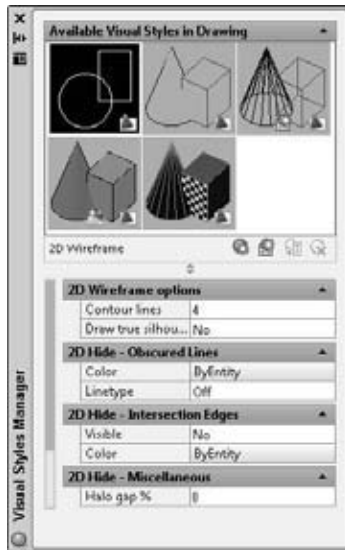 Available Visual Styles in Drawing
2D Wireframe
2D Wireframe options
Contour lines 4
Draw true silhou... No
2D Hide - Obscured Lines
Color ByEntity
Linetype Off
2D Hide - Intersection Edges
Visible No
Color ByEntity
2D Hide - Miscellaneous
Halo gap % 0
Visual Styles Manager